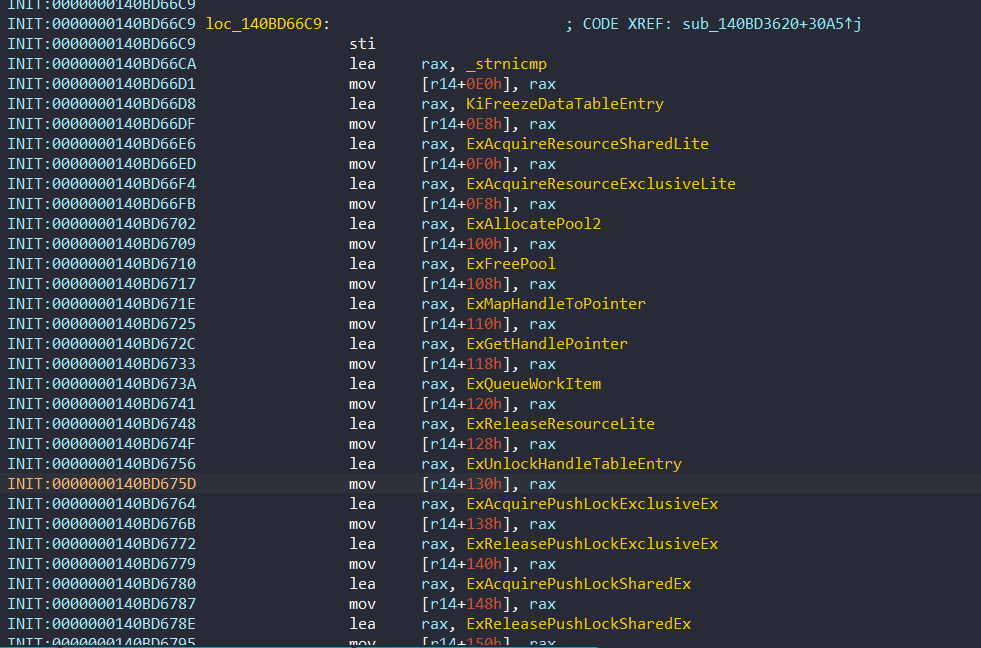 INIT:0000000140BD66C9
INIT:0000000140BD66C9 loc_140BD66C9: ; CODE XREF: sub_140BD3620+30A5↑j
INIT:0000000140BD66C9 sti
INIT:0000000140BD66CA lea rax, _strnicmp
INIT:0000000140BD66D1 mov [r14+0E0h], rax
INIT:0000000140BD66D8 lea rax, KiFreezeDataTableEntry
INIT:0000000140BD66DF mov [r14+0E8h], rax
INIT:0000000140BD66E6 lea rax, ExAcquireResourceSharedLite
INIT:0000000140BD66ED mov [r14+0F0h], rax
INIT:0000000140BD66F4 lea rax, ExAcquireResourceExclusiveLite
INIT:0000000140BD66FB mov [r14+0F8h], rax
INIT:0000000140BD6702 lea rax, ExAllocatePool2
INIT:0000000140BD6709 mov [r14+100h], rax
INIT:0000000140BD6710 lea rax, ExFreePool
INIT:0000000140BD6717 mov [r14+108h], rax
INIT:0000000140BD671E lea rax, ExMapHandleToPointer
INIT:0000000140BD6725 mov [r14+110h], rax
INIT:0000000140BD672C lea rax, ExGetHandlePointer
INIT:0000000140BD6733 mov [r14+118h], rax
INIT:0000000140BD673A lea rax, ExQueueWorkItem
INIT:0000000140BD6741 mov [r14+120h], rax
INIT:0000000140BD6748 lea rax, ExReleaseResourceLite
INIT:0000000140BD674F mov [r14+128h], rax
INIT:0000000140BD6756 lea rax, ExUnlockHandleTableEntry
INIT:0000000140BD675D mov [r14+130h], rax
INIT:0000000140BD6764 lea rax, ExAcquirePushLockExclusiveEx
INIT:0000000140BD676B mov [r14+138h], rax
INIT:0000000140BD6772 lea rax, ExReleasePushLockExclusiveEx
INIT:0000000140BD6779 mov [r14+140h], rax
INIT:0000000140BD6780 lea rax, ExAcquirePushLockSharedEx
INIT:0000000140BD6787 mov [r14+148h], rax
INIT:0000000140BD678E lea rax, ExReleasePushLockSharedEx
INIT:0000000140BD6795 mov [r14+150h], rax